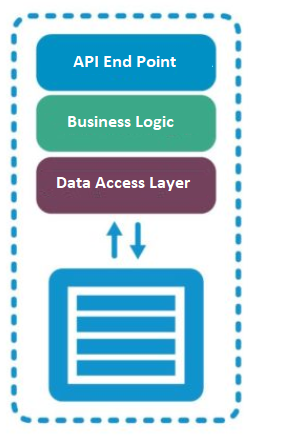 API End Point
Business Logic
Data Access Layer